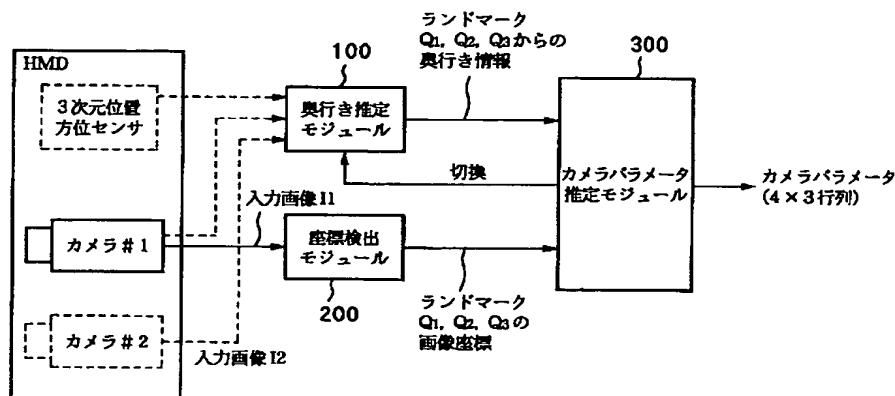 HMD
3次元位置
方位センサ
カメラ#1
カメラ#2
入力画像I1
入力画像I2
100
奥行き推定
モジュール
座標検出
モジュール
200
ランドマーク
Q1, Q2, Q3からの
奥行き情報
切換
ランドマーク
Q1, Q2, Q3の
画像座標
300
カメラパラメータ
推定モジュール
カメラパラメータ
(4×3行列)